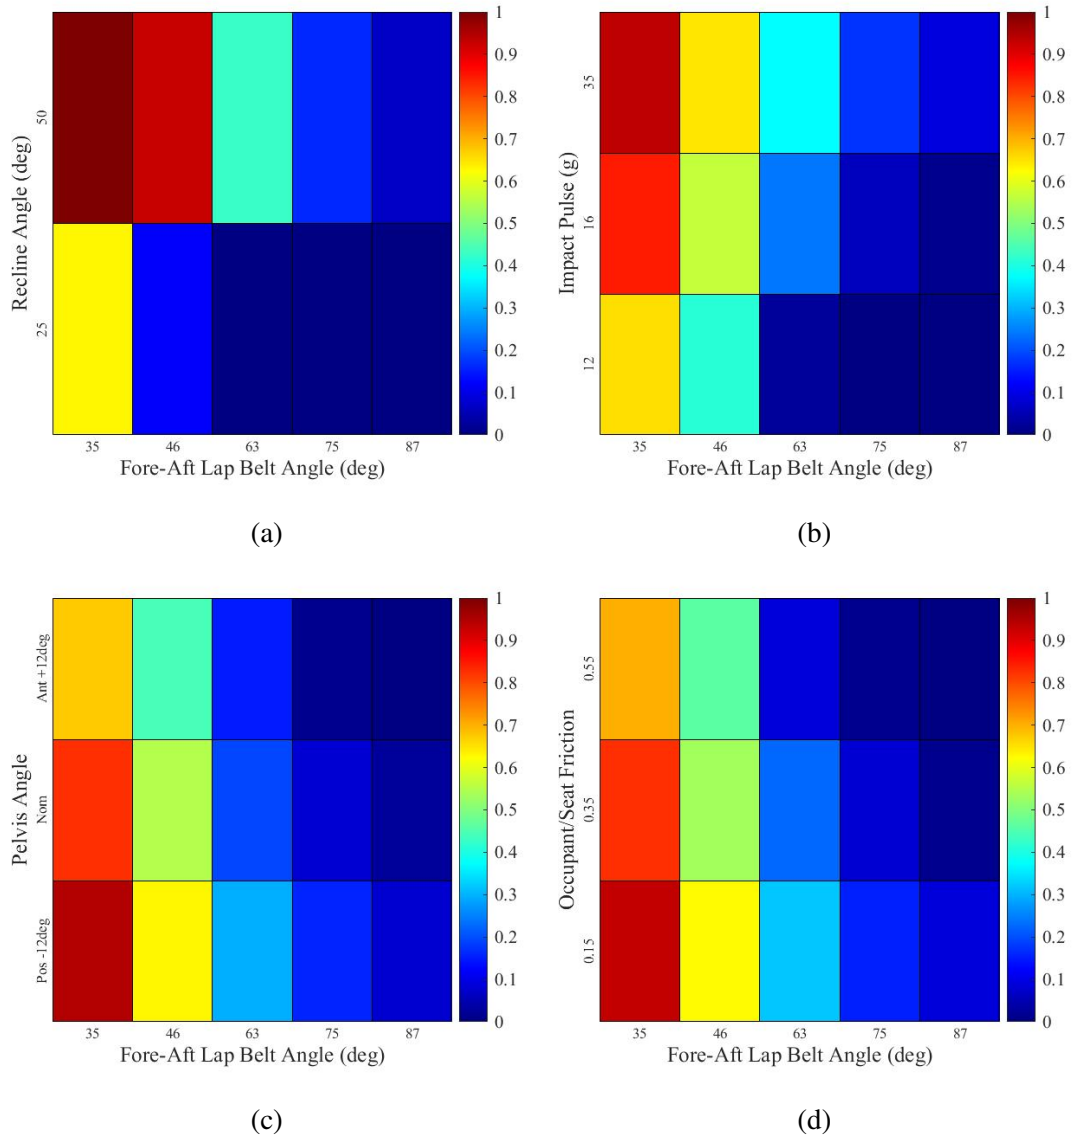 Recline Angle (deg)
50
25
35 46 63 75 87
Fore-Aft Lap Belt Angle (deg)
1
0.9
0.8
0.7
0.6
0.5
0.4
0.3
0.2
0.1
0
(a)
Impact Pulse (g)
35
16
12
35 46 63 75 87
Fore-Aft Lap Belt Angle (deg)
1
0.9
0.8
0.7
0.6
0.5
0.4
0.3
0.2
0.1
0
(b)
Pelvis Angle
Ant +12deg
Nom
Pos -12deg
35 46 63 75 87
Fore-Aft Lap Belt Angle (deg)
1
0.9
0.8
0.7
0.6
0.5
0.4
0.3
0.2
0.1
0
(c)
Occupant/Seat Friction
0.55
0.35
0.15
35 46 63 75 87
Fore-Aft Lap Belt Angle (deg)
1
0.9
0.8
0.7
0.6
0.5
0.4
0.3
0.2
0.1
0
(d)